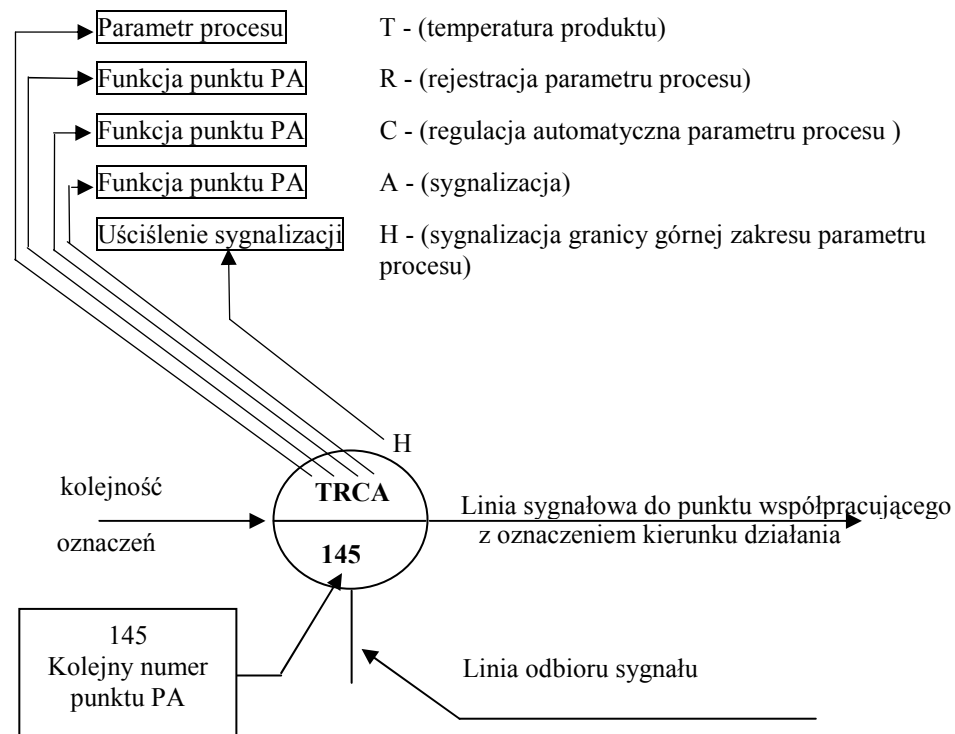 Parametr procesu T - (temperatura produktu)
Funkcja punktu PA R - (rejestracja parametru procesu)
Funkcja punktu PA C - (regulacja automatyczna parametru procesu )
Funkcja punktu PA A - (sygnalizacja)
Uściślenie sygnalizacji H - (sygnalizacja granicy górnej zakresu parametru
procesu)
H
kolejność
oznaczeń
TRCA
145
Linia sygnałowa do punktu współpracującego
z oznaczeniem kierunku działania
145
Kolejny numer
punktu PA
Linia odbioru sygnału